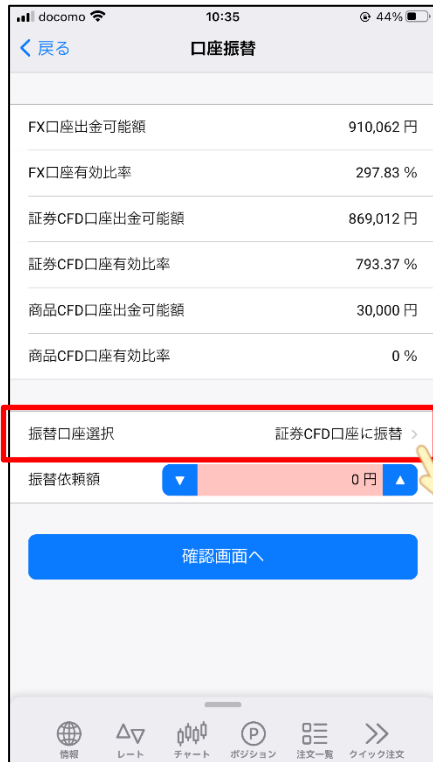 docomo 10:35 44%
戻る 口座振替
FX口座出金可能額 910,062 円
FX口座有効比率 297.83 %
証券CFD口座出金可能額 869,012 円
証券CFD口座有効比率 793.37 %
商品CFD口座出金可能額 30,000 円
商品CFD口座有効比率 0 %
振替口座選択 証券CFD口座に振替
振替依頼額 ▼ 0 円 ▲
確認画面へ
情報 レート チャート ポジション 注文一覧 クイック注文